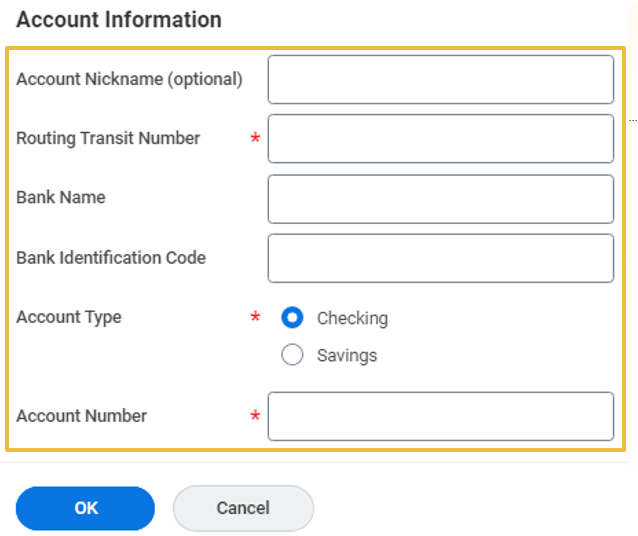 Account Information
Account Nickname (optional)
Routing Transit Number *
Bank Name
Bank Identification Code
Account Type * Checking
Savings
Account Number *
OK Cancel